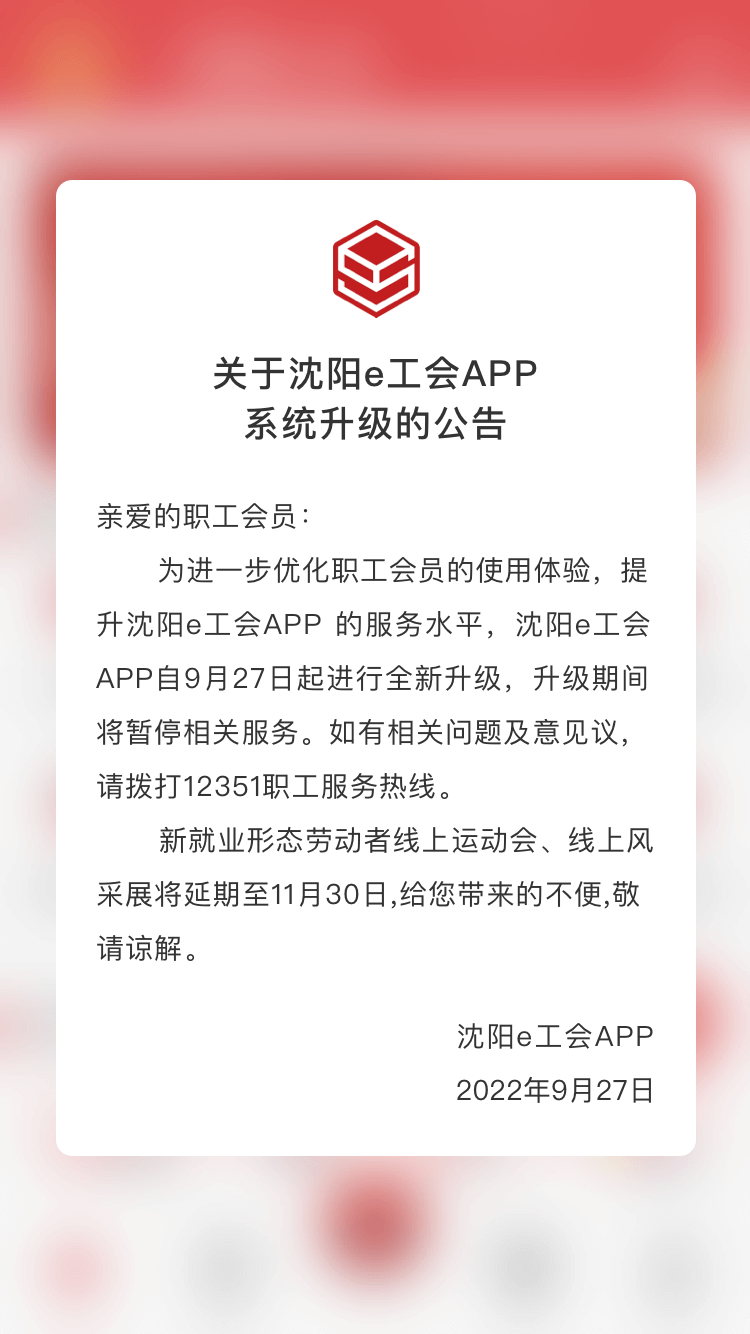 关于沈阳e工会APP
系统升级的公告
亲爱的职工会员：
为进一步优化职工会员的使用体验，提
升沈阳e工会APP 的服务水平，沈阳e工会
APP自9月27日起进行全新升级，升级期间
将暂停相关服务。如有相关问题及意见议，
请拨打12351职工服务热线。
新就业形态劳动者线上运动会、线上风
采展将延期至11月30日,给您带来的不便,敬
请谅解。
沈阳e工会APP
2022年9月27日